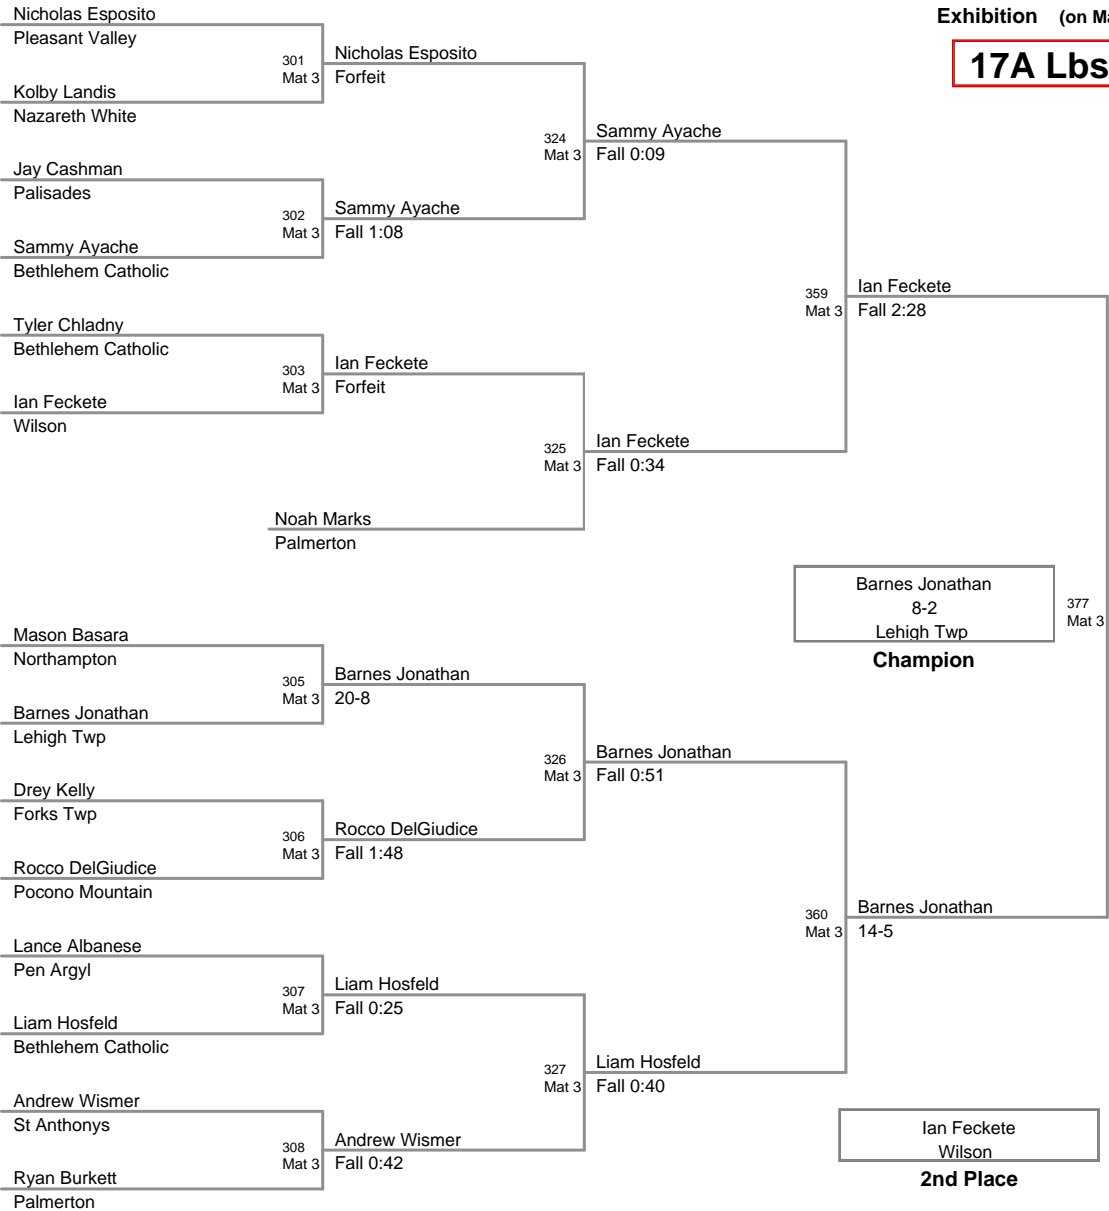 Nicholas Esposito
Pleasant Valley
Exhibition (on Ma
17A Lbs
301
Mat 3
Nicholas Esposito
Forfeit
Kolby Landis
Nazareth White
324
Mat 3
Sammy Ayache
Fall 0:09
Jay Cashman
Palisades
302
Mat 3
Sammy Ayache
Fall 1:08
Sammy Ayache
Bethlehem Catholic
359
Mat 3
Ian Feckete
Fall 2:28
Tyler Chladny
Bethlehem Catholic
303
Mat 3
Ian Feckete
Forfeit
Ian Feckete
Wilson
325
Mat 3
Ian Feckete
Fall 0:34
Noah Marks
Palmerton
Barnes Jonathan
8-2
Lehigh Twp
Champion
377
Mat 3
Mason Basara
Northampton
305
Mat 3
Barnes Jonathan
20-8
Barnes Jonathan
Lehigh Twp
326
Mat 3
Barnes Jonathan
Fall 0:51
Drey Kelly
Forks Twp
306
Mat 3
Rocco DelGiudice
Fall 1:48
Rocco DelGiudice
Pocono Mountain
360
Mat 3
Barnes Jonathan
14-5
Lance Albanese
Pen Argyl
307
Mat 3
Liam Hosfeld
Fall 0:25
Liam Hosfeld
Bethlehem Catholic
327
Mat 3
Liam Hosfeld
Fall 0:40
Andrew Wismer
St Anthonys
308
Mat 3
Andrew Wismer
Fall 0:42
Ryan Burkett
Palmerton
Ian Feckete
Wilson
2nd Place